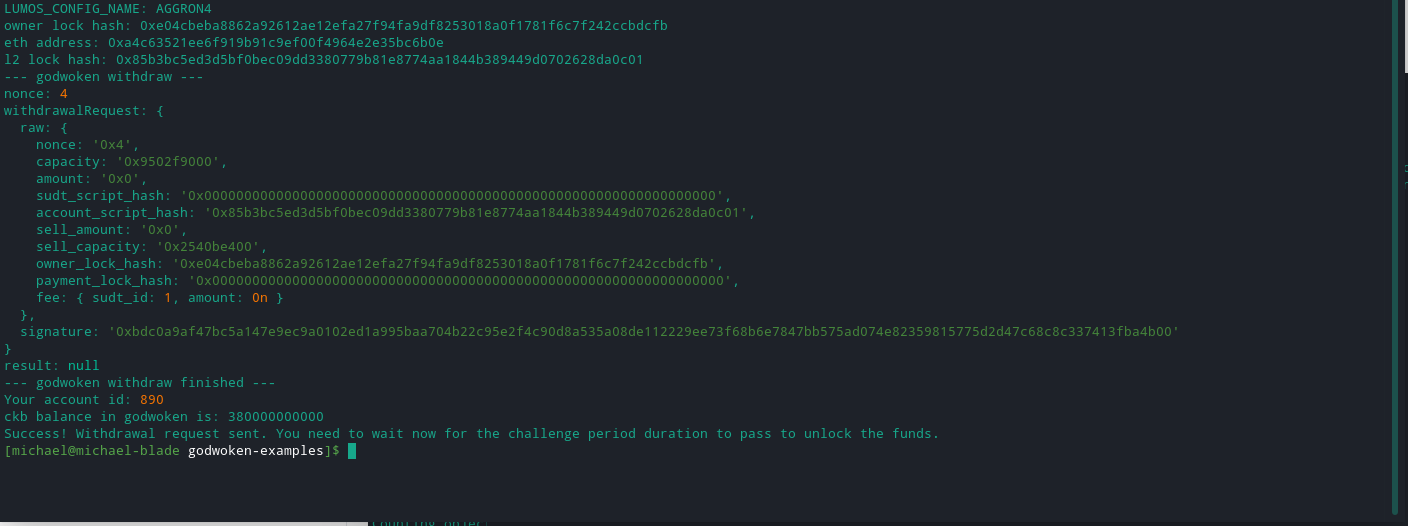 LUMOS_CONFIG_NAME: AGGRON4
owner lock hash: 0xe04cbeba8862a92612ae12efa27f94fa9df8253018a0f1781f6c7f242ccbdcfb
eth address: 0xa4c63521ee6f919b91c9ef00f4964e2e35bc6b0e
l2 lock hash: 0x85b3bc5ed3d5bf0bec09dd3380779b81e8774aa1844b389449d0702628da0c01
--- godwoken withdraw ---
nonce: 4
withdrawalRequest: {
  raw: {
    nonce: '0x4',
    capacity: '0x9502f9000',
    amount: '0x0',
    sudt_script_hash: '0x0000000000000000000000000000000000000000000000000000000000000000',
    account_script_hash: '0x85b3bc5ed3d5bf0bec09dd3380779b81e8774aa1844b389449d0702628da0c01',
    sell_amount: '0x0',
    sell_capacity: '0x2540be400',
    owner_lock_hash: '0xe04cbeba8862a92612ae12efa27f94fa9df8253018a0f1781f6c7f242ccbdcfb',
    payment_lock_hash: '0x0000000000000000000000000000000000000000000000000000000000000000',
    fee: { sudt_id: 1, amount: 0n }
  },
  signature: '0xbdc0a9af47bc5a147e9ec9a0102ed1a995baa704b22c95e2f4c90d8a535a08de112229ee73f68b6e7847bb575ad074e82359815775d2d47c68c8c337413fba4b00'
}
result: null
--- godwoken withdraw finished ---
Your account id: 890
ckb balance in godwoken is: 380000000000
Success! Withdrawal request sent. You need to wait now for the challenge period duration to pass to unlock the funds.
[michael@michael-blade godwoken-examples]$